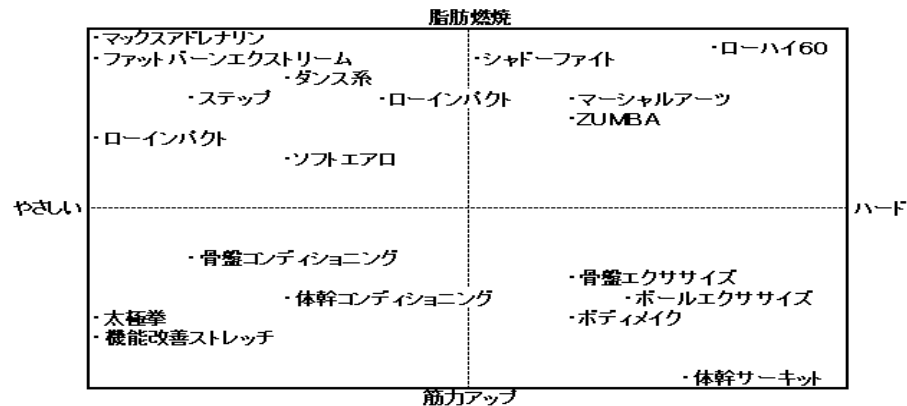 脂肪燃焼
・マックスアドレナリン
・ローハイ60
・ファットバーンエクストリーム
・シャドーファイト
・ダンス系
・ステップ
・ローインパクト
・マーシャルアーツ
・ZUMBA
・ローインパクト
・ソフトエアロ
やさしい
ハード
・骨盤コンディショニング
・骨盤エクササイズ
・体幹コンディショニング
・ボールエクササイズ
・太極拳
・ボディメイク
・機能改善ストレッチ
・体幹サーキット
筋力アップ